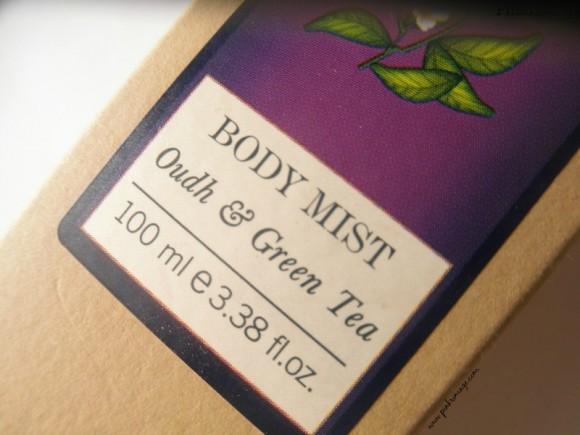 BODY MIST
Oudh & Green Tea
100 ml e 3.38 fl.oz.